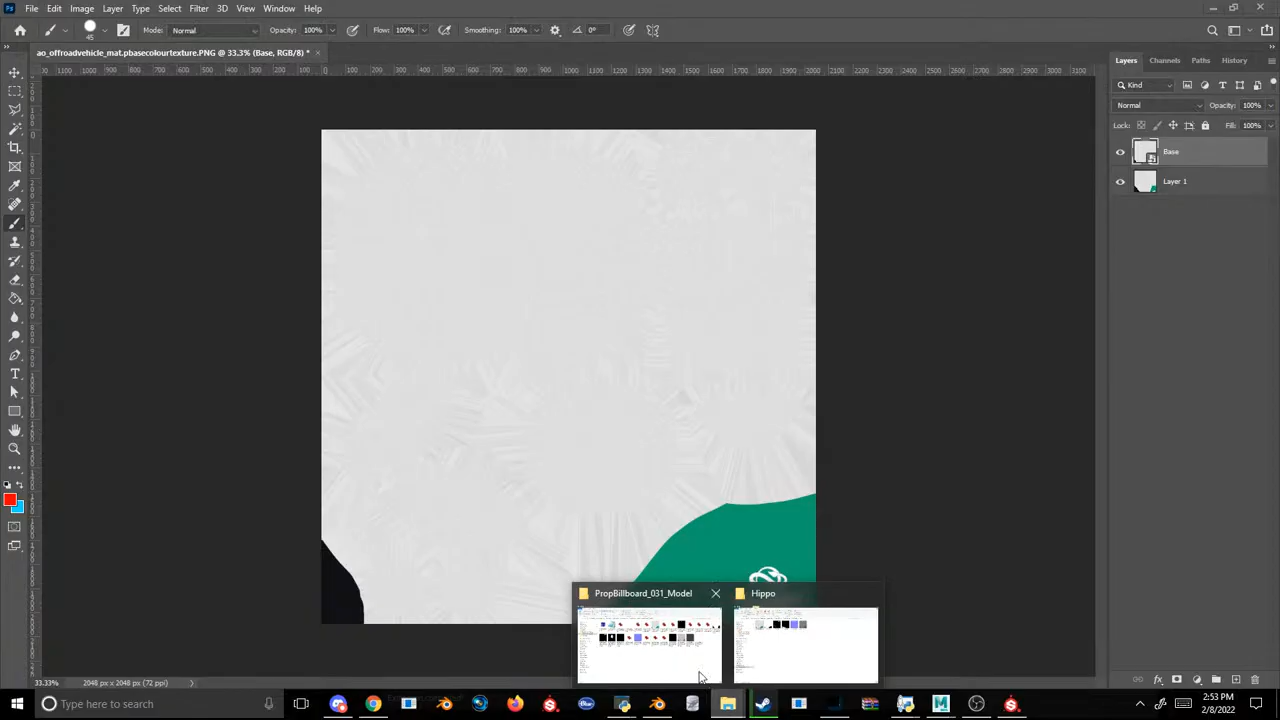 File Edit Image Layer Type Select Filter 3D View Window Help
45 Mode: Normal Opacity: 100% Flow: 100% Smoothing: 100% 0°
ao_offroadvehicle_mat.pbasecolourtexture.PNG @ 33.3% (Base, RGB/8) *
Layers Channels Paths History
Kind
Normal Opacity: 100%
Lock: Fill: 100%
Base
Layer 1
PropBillboard_031_Model Hippo
2048 px x 2048 px (72 ppi)
Type here to search
2:53 PM
2/8/2022